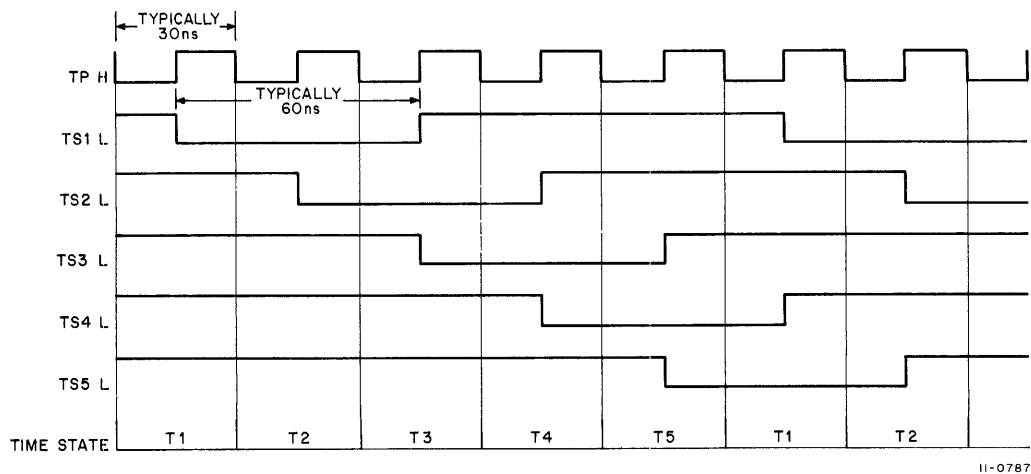 TYPICALLY
30ns
TP H
TYPICALLY
60ns
TS1 L
TS2 L
TS3 L
TS4 L
TS5 L
TIME STATE T1 T2 T3 T4 T5 T1 T2
11-0787